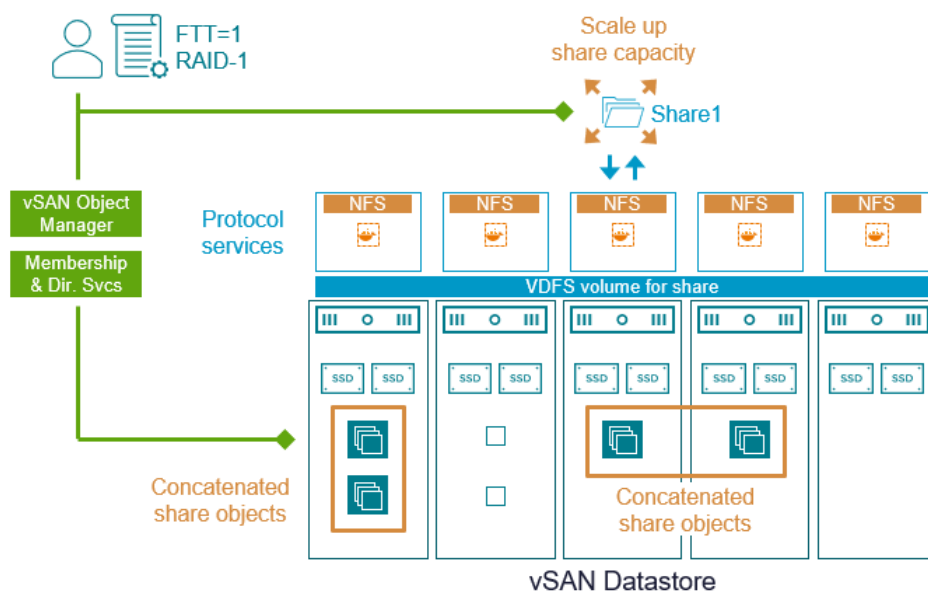 FTT=1
RAID-1
Scale up
share capacity
Share1
vSAN Object
Manager
Membership
& Dir. Svcs
Protocol
services
NFS
NFS
NFS
NFS
NFS
VDFS volume for share
SSD
SSD
SSD
SSD
SSD
SSD
SSD
SSD
SSD
SSD
Concatenated
share objects
Concatenated
share objects
vSAN Datastore